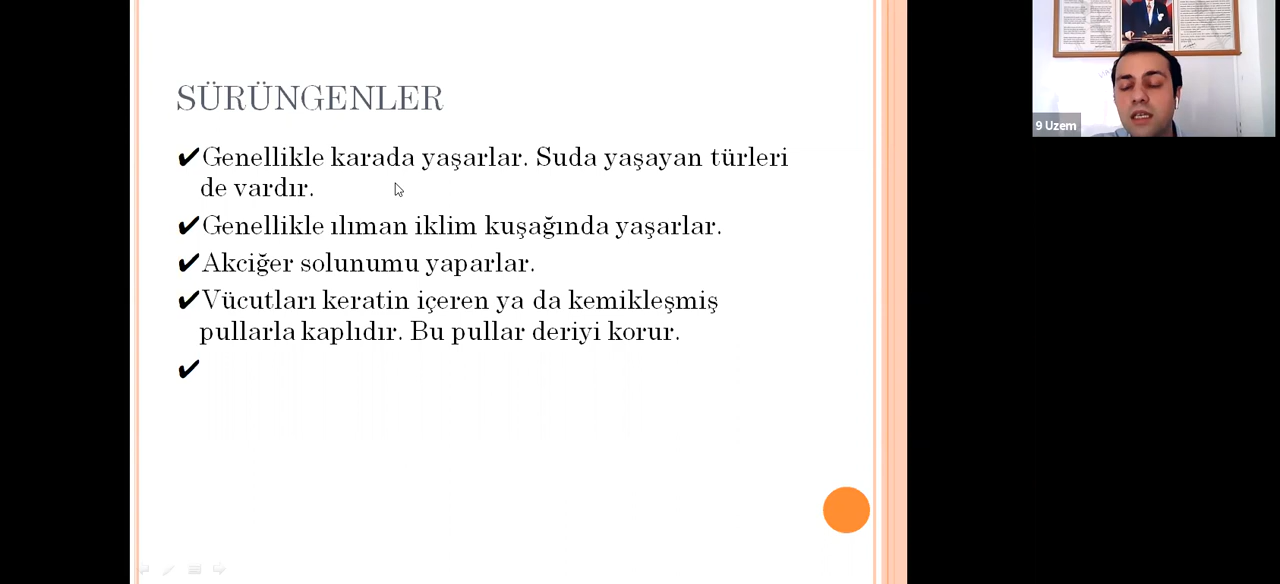 SÜRÜNGENLER
✔Genellikle karada yaşarlar. Suda yaşayan türleri
de vardır.
✔Genellikle ılıman iklim kuşağında yaşarlar.
✔Akciğer solunumu yaparlar.
✔Vücutları keratin içeren ya da kemikleşmiş
pullarla kaplıdır. Bu pullar deriyi korur.
✔
9 Uzem